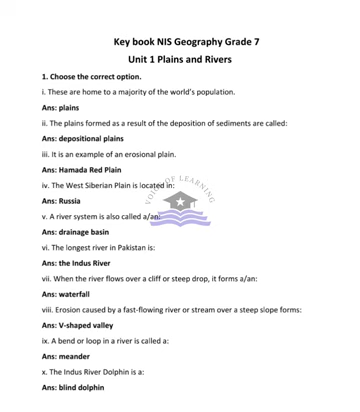 Key book NIS Geography Grade 7
Unit 1 Plains and Rivers
1. Choose the correct option.
i. These are home to a majority of the world's population.
Ans: plains
ii. The plains formed as a result of the deposition of sediments are called:
Ans: depositional plains
iii. It is an example of an erosional plain.
Ans: Hamada Red Plain
iv. The West Siberian Plain is located in:
Ans: Russia
v. A river system is also called a/an:
Ans: drainage basin
vi. The longest river in Pakistan is:
Ans: the Indus River
vii. When the river flows over a cliff or steep drop, it forms a/an:
Ans: waterfall
viii. Erosion caused by a fast-flowing river or stream over a steep slope forms:
Ans: V-shaped valley
ix. A bend or loop in a river is called a:
Ans: meander
x. The Indus River Dolphin is a:
Ans: blind dolphin
VOICE OF LEARNING